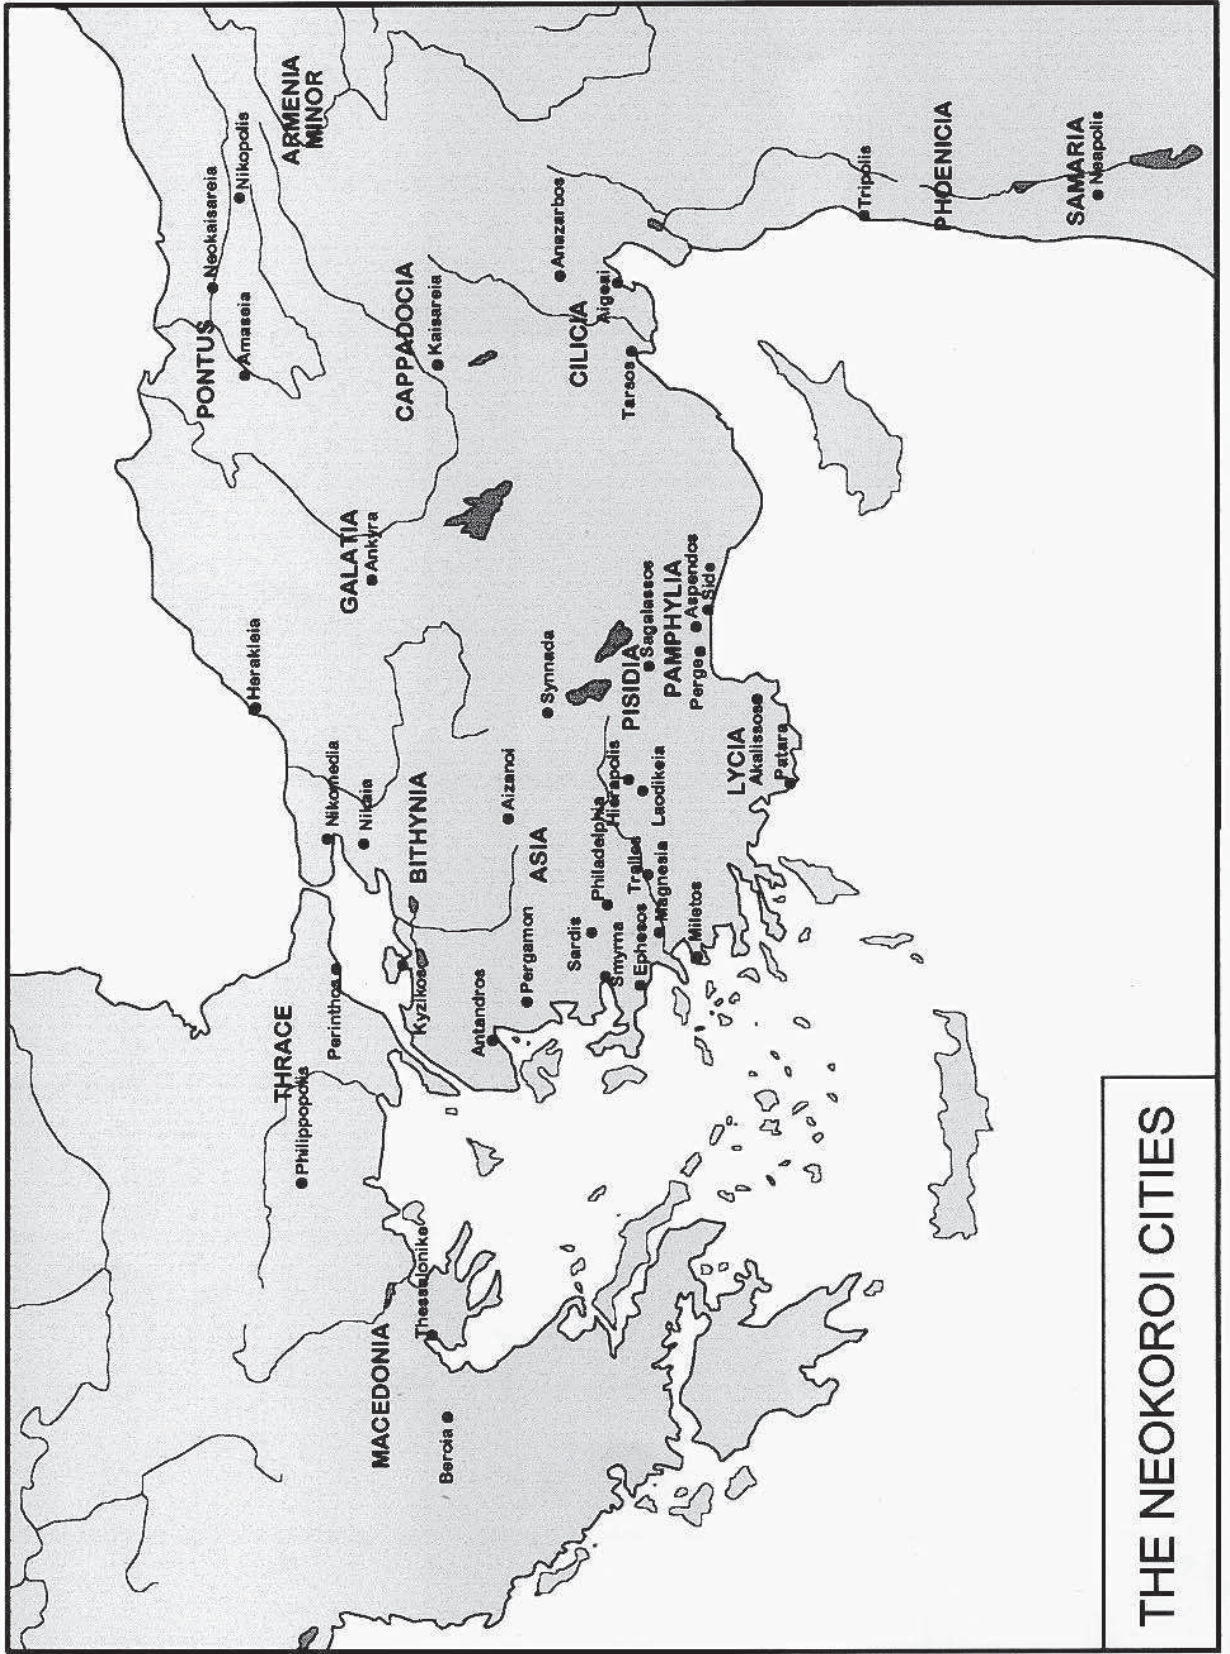 THRACE
Philippopolis
Perinthos
MACEDONIA
Thessalonike
Beroia
Herakleia
Nikomedia
Nikaia
BITHYNIA
Kyzikos
Antandros
Pergamon
Aizanoi
ASIA
Synnada
Sardis
Philadelphia
Hierapolis
Smyrna
Ephesos
Tralles
Magnesia
Laodikeia
Miletos
PONTUS
Neokaisareia
Nikopolis
Amaseia
ARMENIA
MINOR
GALATIA
Ankyra
CAPPADOCIA
Kaisareia
PISIDIA
Sagalassos
PAMPHYLIA
Perge
Aspendos
Side
LYCIA
Akalissos
Patara
CILICIA
Anazarbos
Aigeai
Tarsos
Tripolis
PHOENICIA
SAMARIA
Neapolis
THE NEOKOROI CITIES